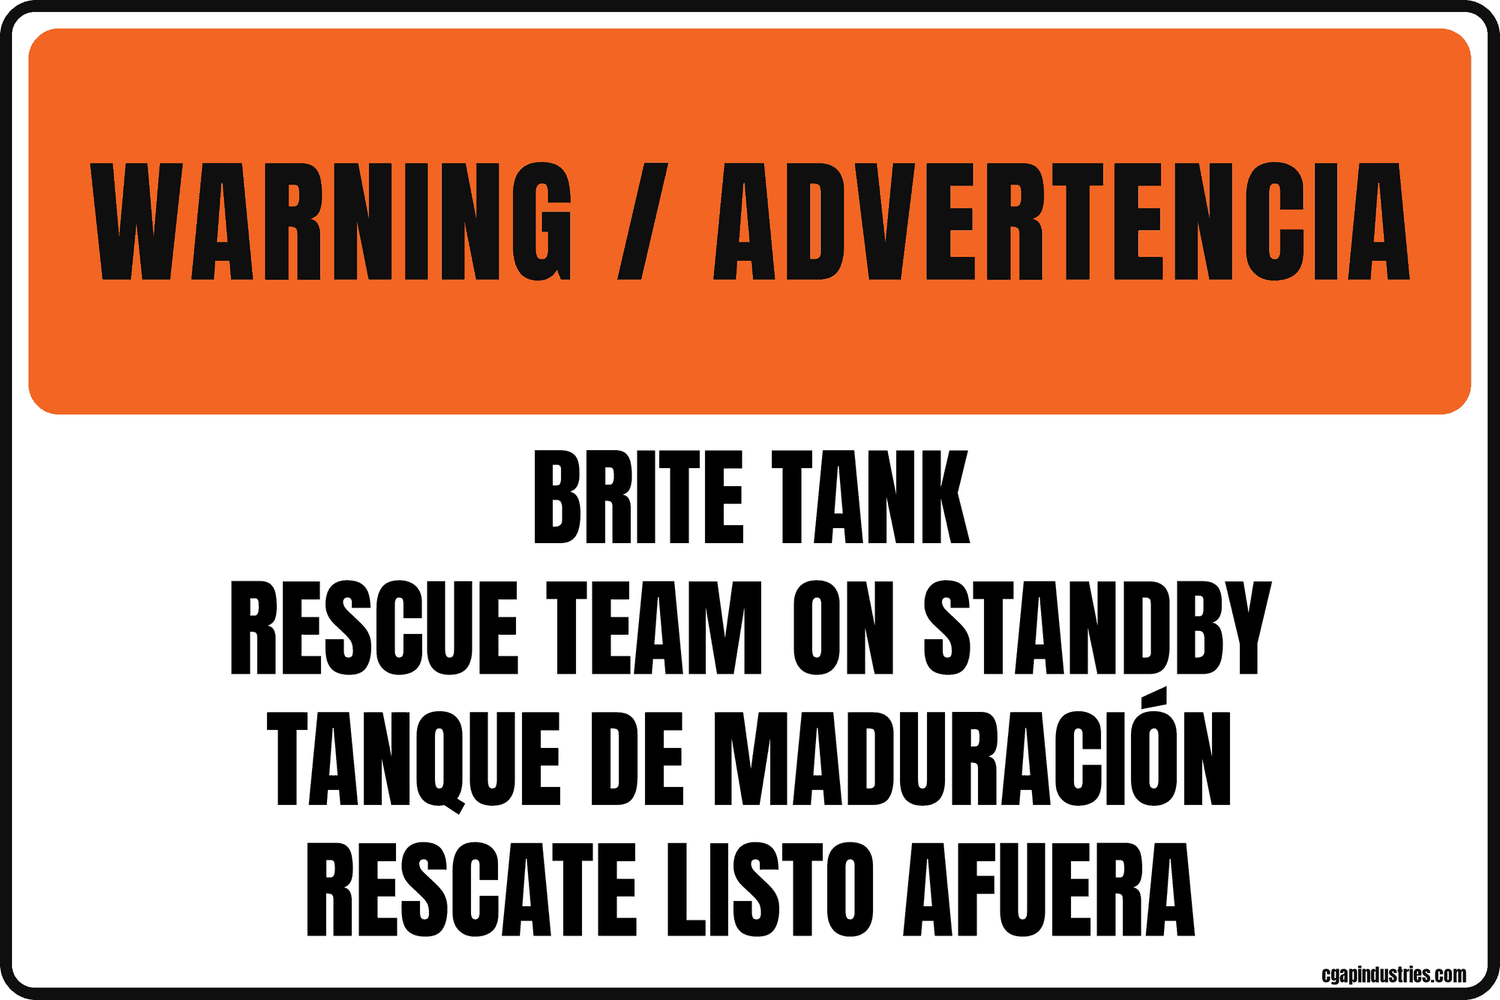 WARNING / ADVERTENCIA
BRITE TANK
RESCUE TEAM ON STANDBY
TANQUE DE MADURACIÓN
RESCATE LISTO AFUERA
cgapindustries.com